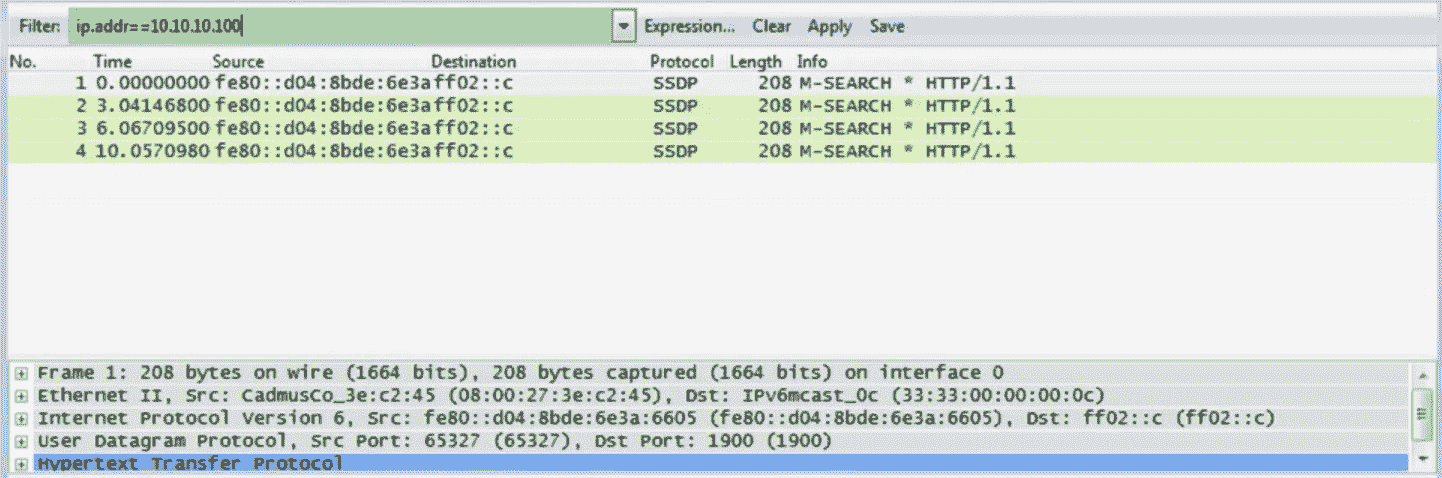 Filter: ip.addr==10.10.10.100 Expression... Clear Apply Save
No. Time Source Destination Protocol Length Info
1 0.00000000 fe80::d04:8bde:6e3a ff02::c SSDP 208 M-SEARCH * HTTP/1.1
2 3.04146800 fe80::d04:8bde:6e3a ff02::c SSDP 208 M-SEARCH * HTTP/1.1
3 6.06709500 fe80::d04:8bde:6e3a ff02::c SSDP 208 M-SEARCH * HTTP/1.1
4 10.0570980 fe80::d04:8bde:6e3a ff02::c SSDP 208 M-SEARCH * HTTP/1.1
Frame 1: 208 bytes on wire (1664 bits), 208 bytes captured (1664 bits) on interface 0
Ethernet II, Src: CadmusCo_3e:c2:45 (08:00:27:3e:c2:45), Dst: IPv6mcast_0c (33:33:00:00:00:0c)
Internet Protocol Version 6, Src: fe80::d04:8bde:6e3a:6605 (fe80::d04:8bde:6e3a:6605), Dst: ff02::c (ff02::c)
User Datagram Protocol, Src Port: 65327 (65327), Dst Port: 1900 (1900)
Hypertext Transfer Protocol